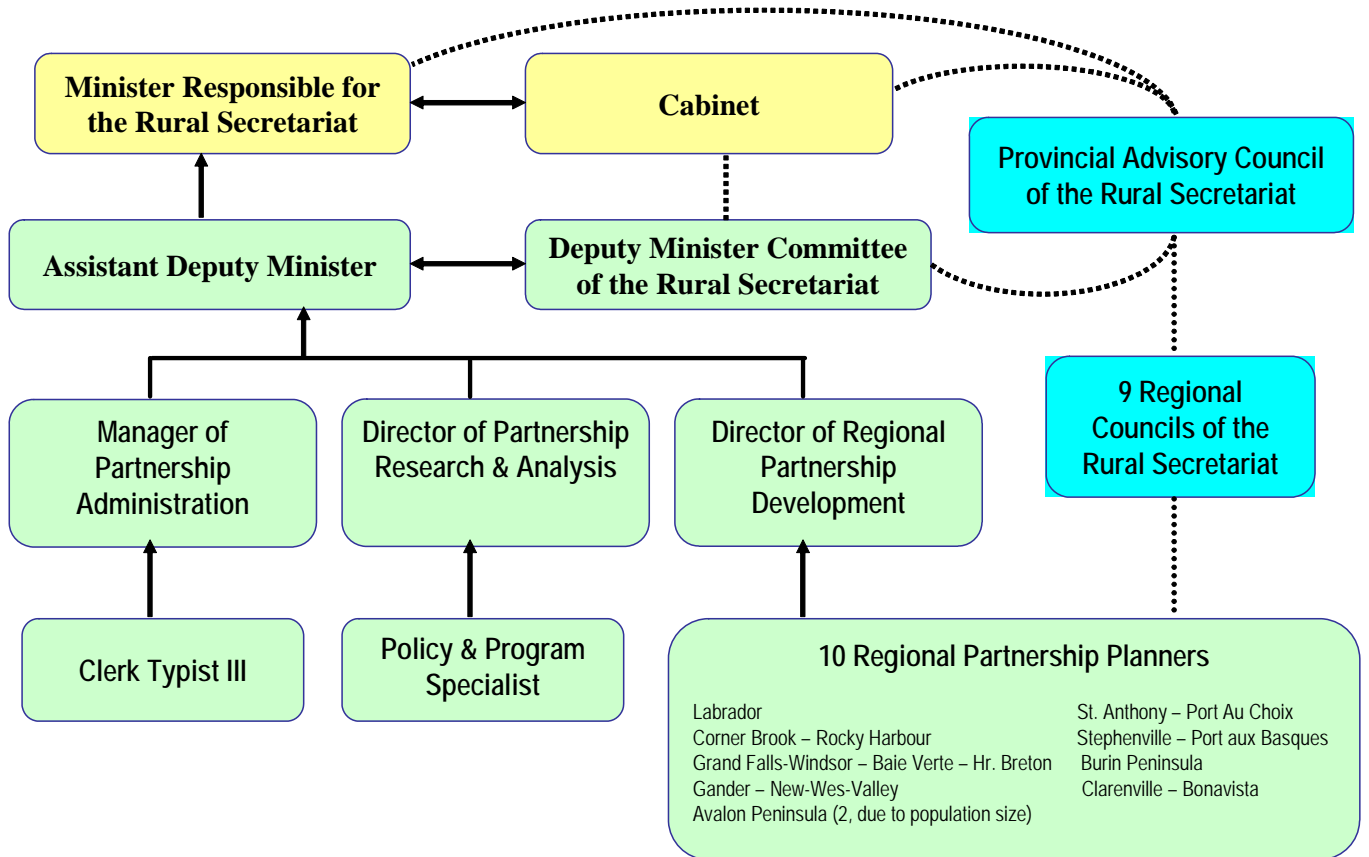 Minister Responsible for
the Rural Secretariat
Cabinet
Provincial Advisory Council
of the Rural Secretariat
Assistant Deputy Minister
Deputy Minister Committee
of the Rural Secretariat
9 Regional
Councils of the
Rural Secretariat
Manager of
Partnership
Administration
Director of Partnership
Research & Analysis
Director of Regional
Partnership
Development
Clerk Typist III
Policy & Program
Specialist
10 Regional Partnership Planners
Labrador
Corner Brook – Rocky Harbour
Grand Falls-Windsor – Baie Verte – Hr. Breton
Gander – New-Wes-Valley
Avalon Peninsula (2, due to population size)
St. Anthony – Port Au Choix
Stephenville – Port aux Basques
Burin Peninsula
Clarenville – Bonavista